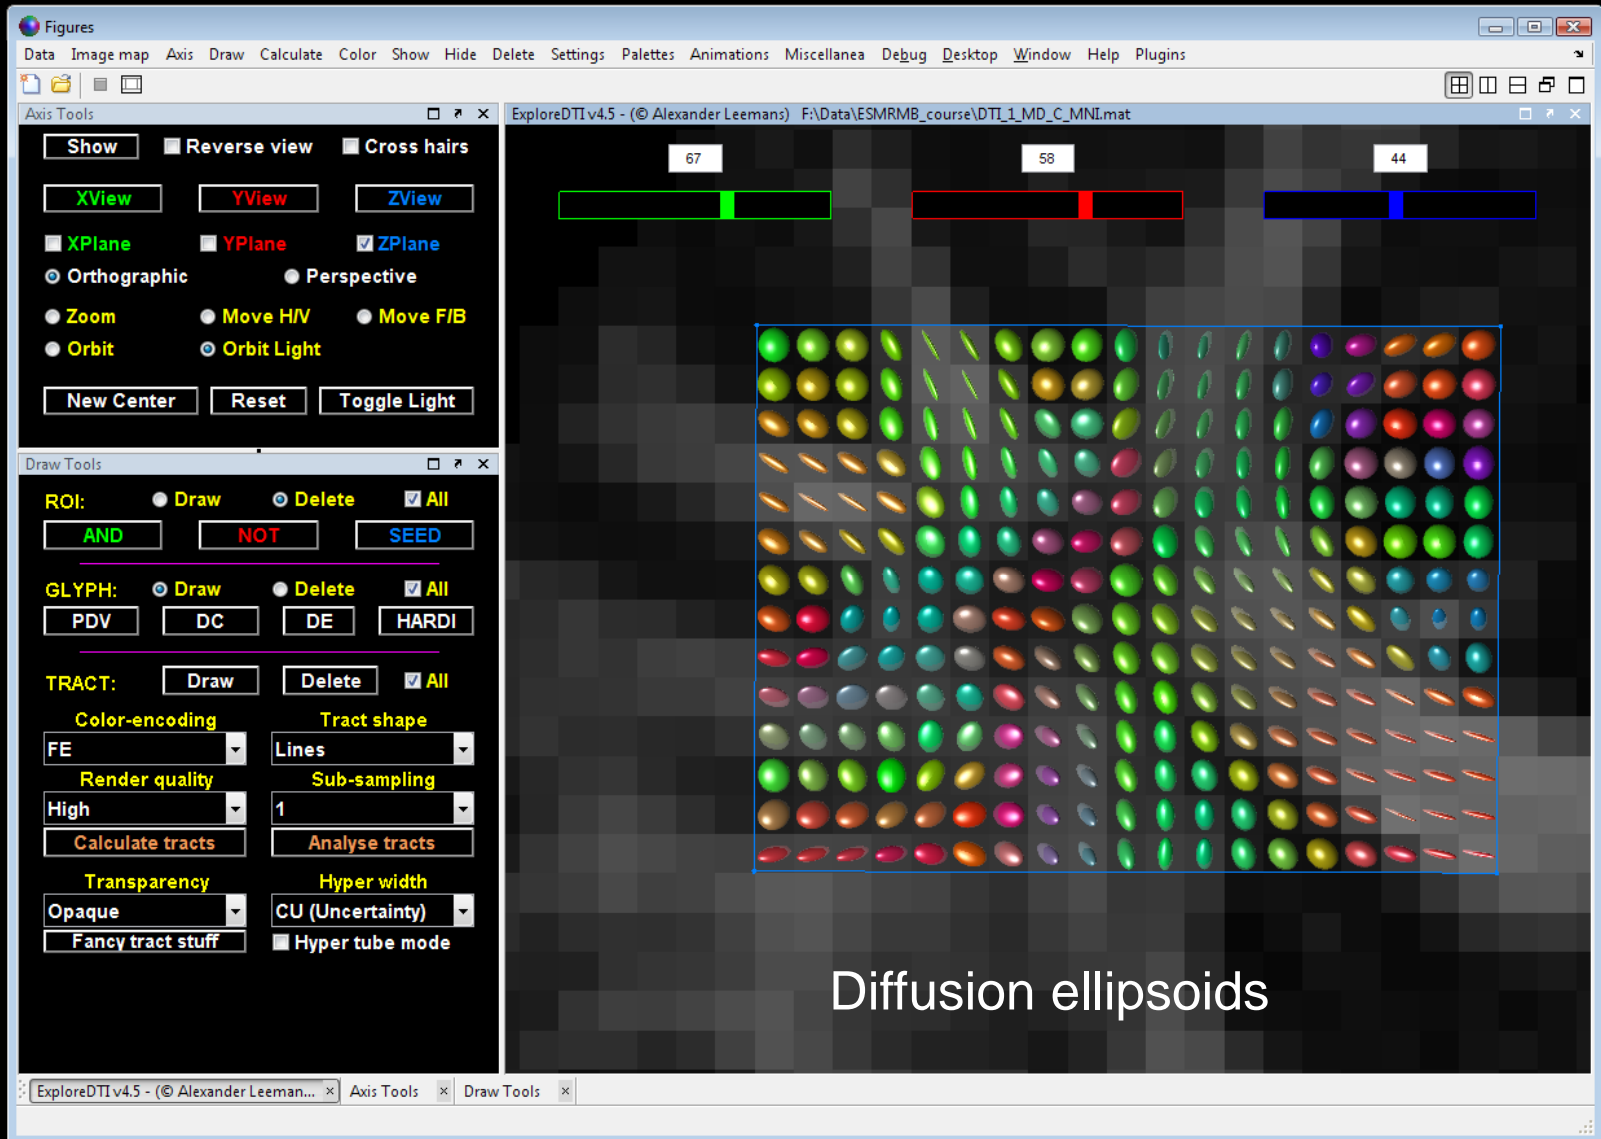 Figures
Data Image map Axis Draw Calculate Color Show Hide Delete Settings Palettes Animations Miscellanea Debug Desktop Window Help Plugins
Axis Tools
Show Reverse view Cross hairs
XView YView ZView
XPlane YPlane ZPlane
Orthographic Perspective
Zoom Move H/V Move F/B
Orbit Orbit Light
New Center Reset Toggle Light
Draw Tools
ROI: Draw Delete All
AND NOT SEED
GLYPH: Draw Delete All
PDV DC DE HARDI
TRACT: Draw Delete All
Color-encoding Tract shape
FE Lines
Render quality Sub-sampling
High 1
Calculate tracts Analyse tracts
Transparency Hyper width
Opaque CU (Uncertainty)
Fancy tract stuff Hyper tube mode
ExploreDTI v4.5 - (© Alexander Leemans) F:\Data\ESMRMB_course\DTI_1_MD_C_MNI.mat
67 58 44
Diffusion ellipsoids
ExploreDTI v4.5 - (© Alexander Leeman... Axis Tools Draw Tools